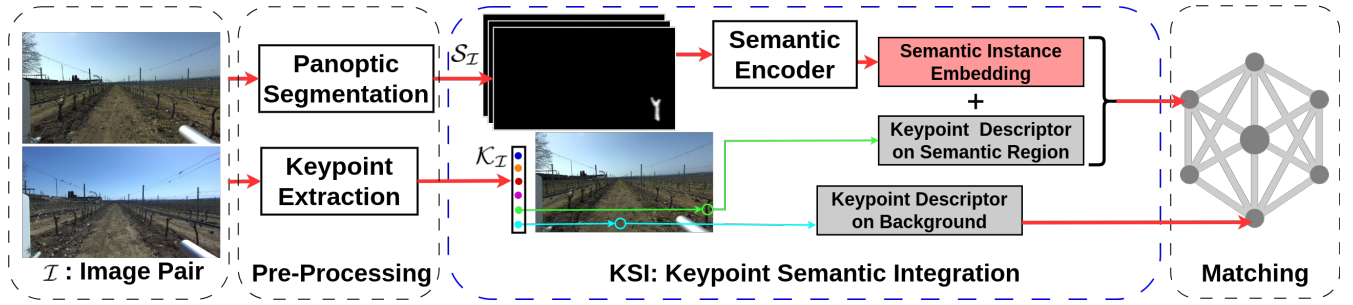 𝓘 : Image Pair
Panoptic
Segmentation
Keypoint
Extraction
Pre-Processing
𝓢_𝓘
𝓚_𝓘
Semantic
Encoder
Semantic Instance
Embedding
+
Keypoint Descriptor
on Semantic Region
Keypoint Descriptor
on Background
KSI: Keypoint Semantic Integration
Matching